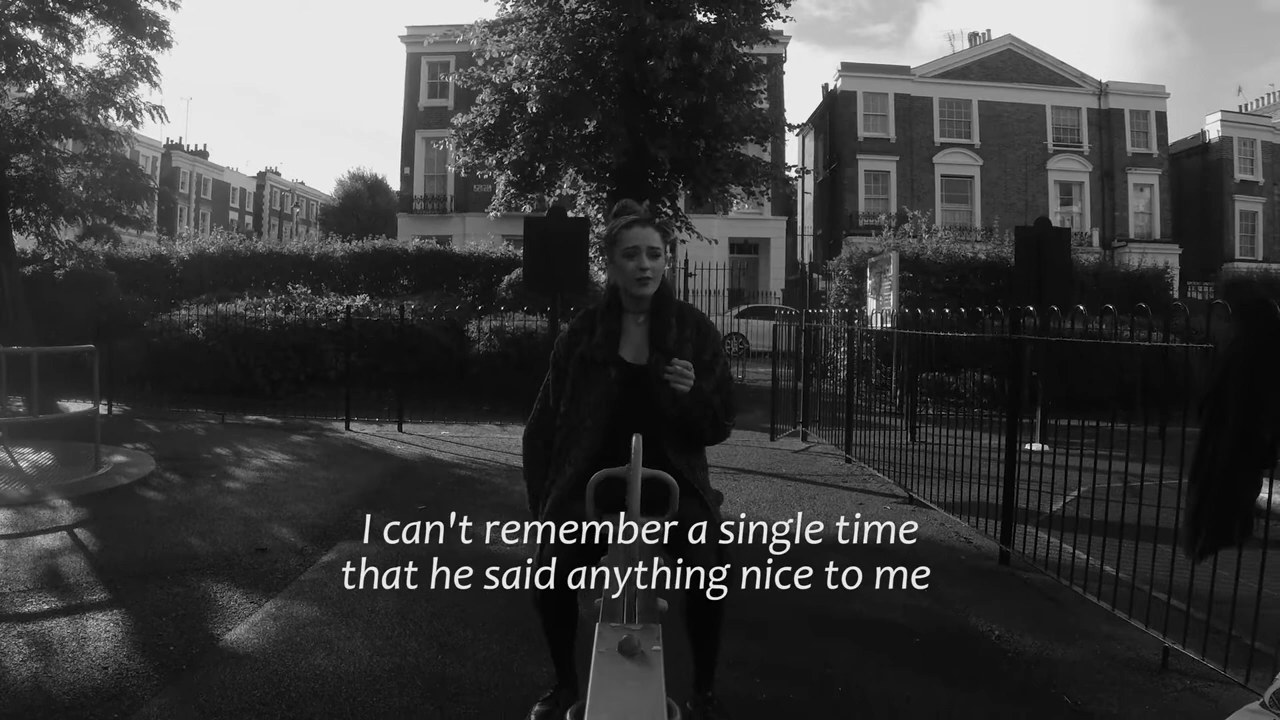 I can't remember a single time
that he said anything nice to me